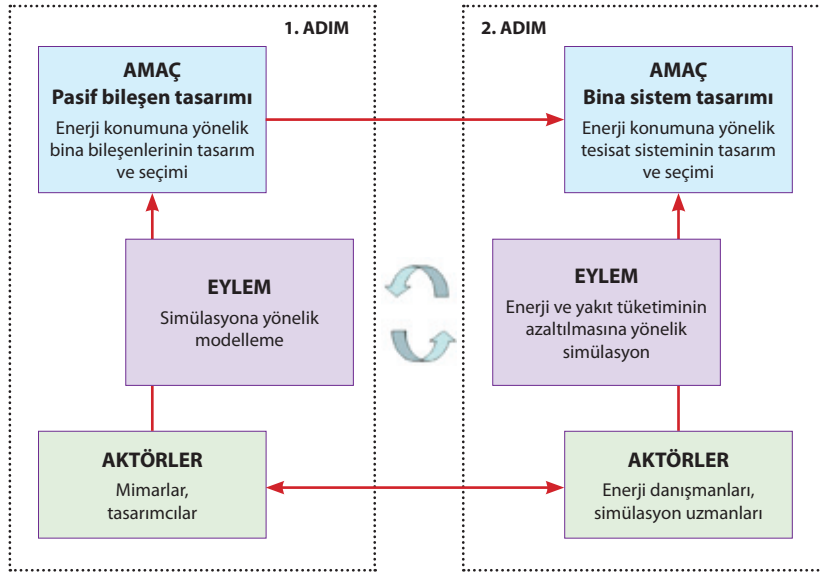 1. ADIM
AMAÇ
Pasif bileşen tasarımı
Enerji konumuna yönelik
bina bileşenlerinin tasarım
ve seçimi
EYLEM
Simülasyona yönelik
modelleme
AKTÖRLER
Mimarlar,
tasarımcılar
2. ADIM
AMAÇ
Bina sistem tasarımı
Enerji konumuna yönelik
tesisat sisteminin tasarım
ve seçimi
EYLEM
Enerji ve yakıt tüketiminin
azaltılmasına yönelik
simülasyon
AKTÖRLER
Enerji danışmanları,
simülasyon uzmanları